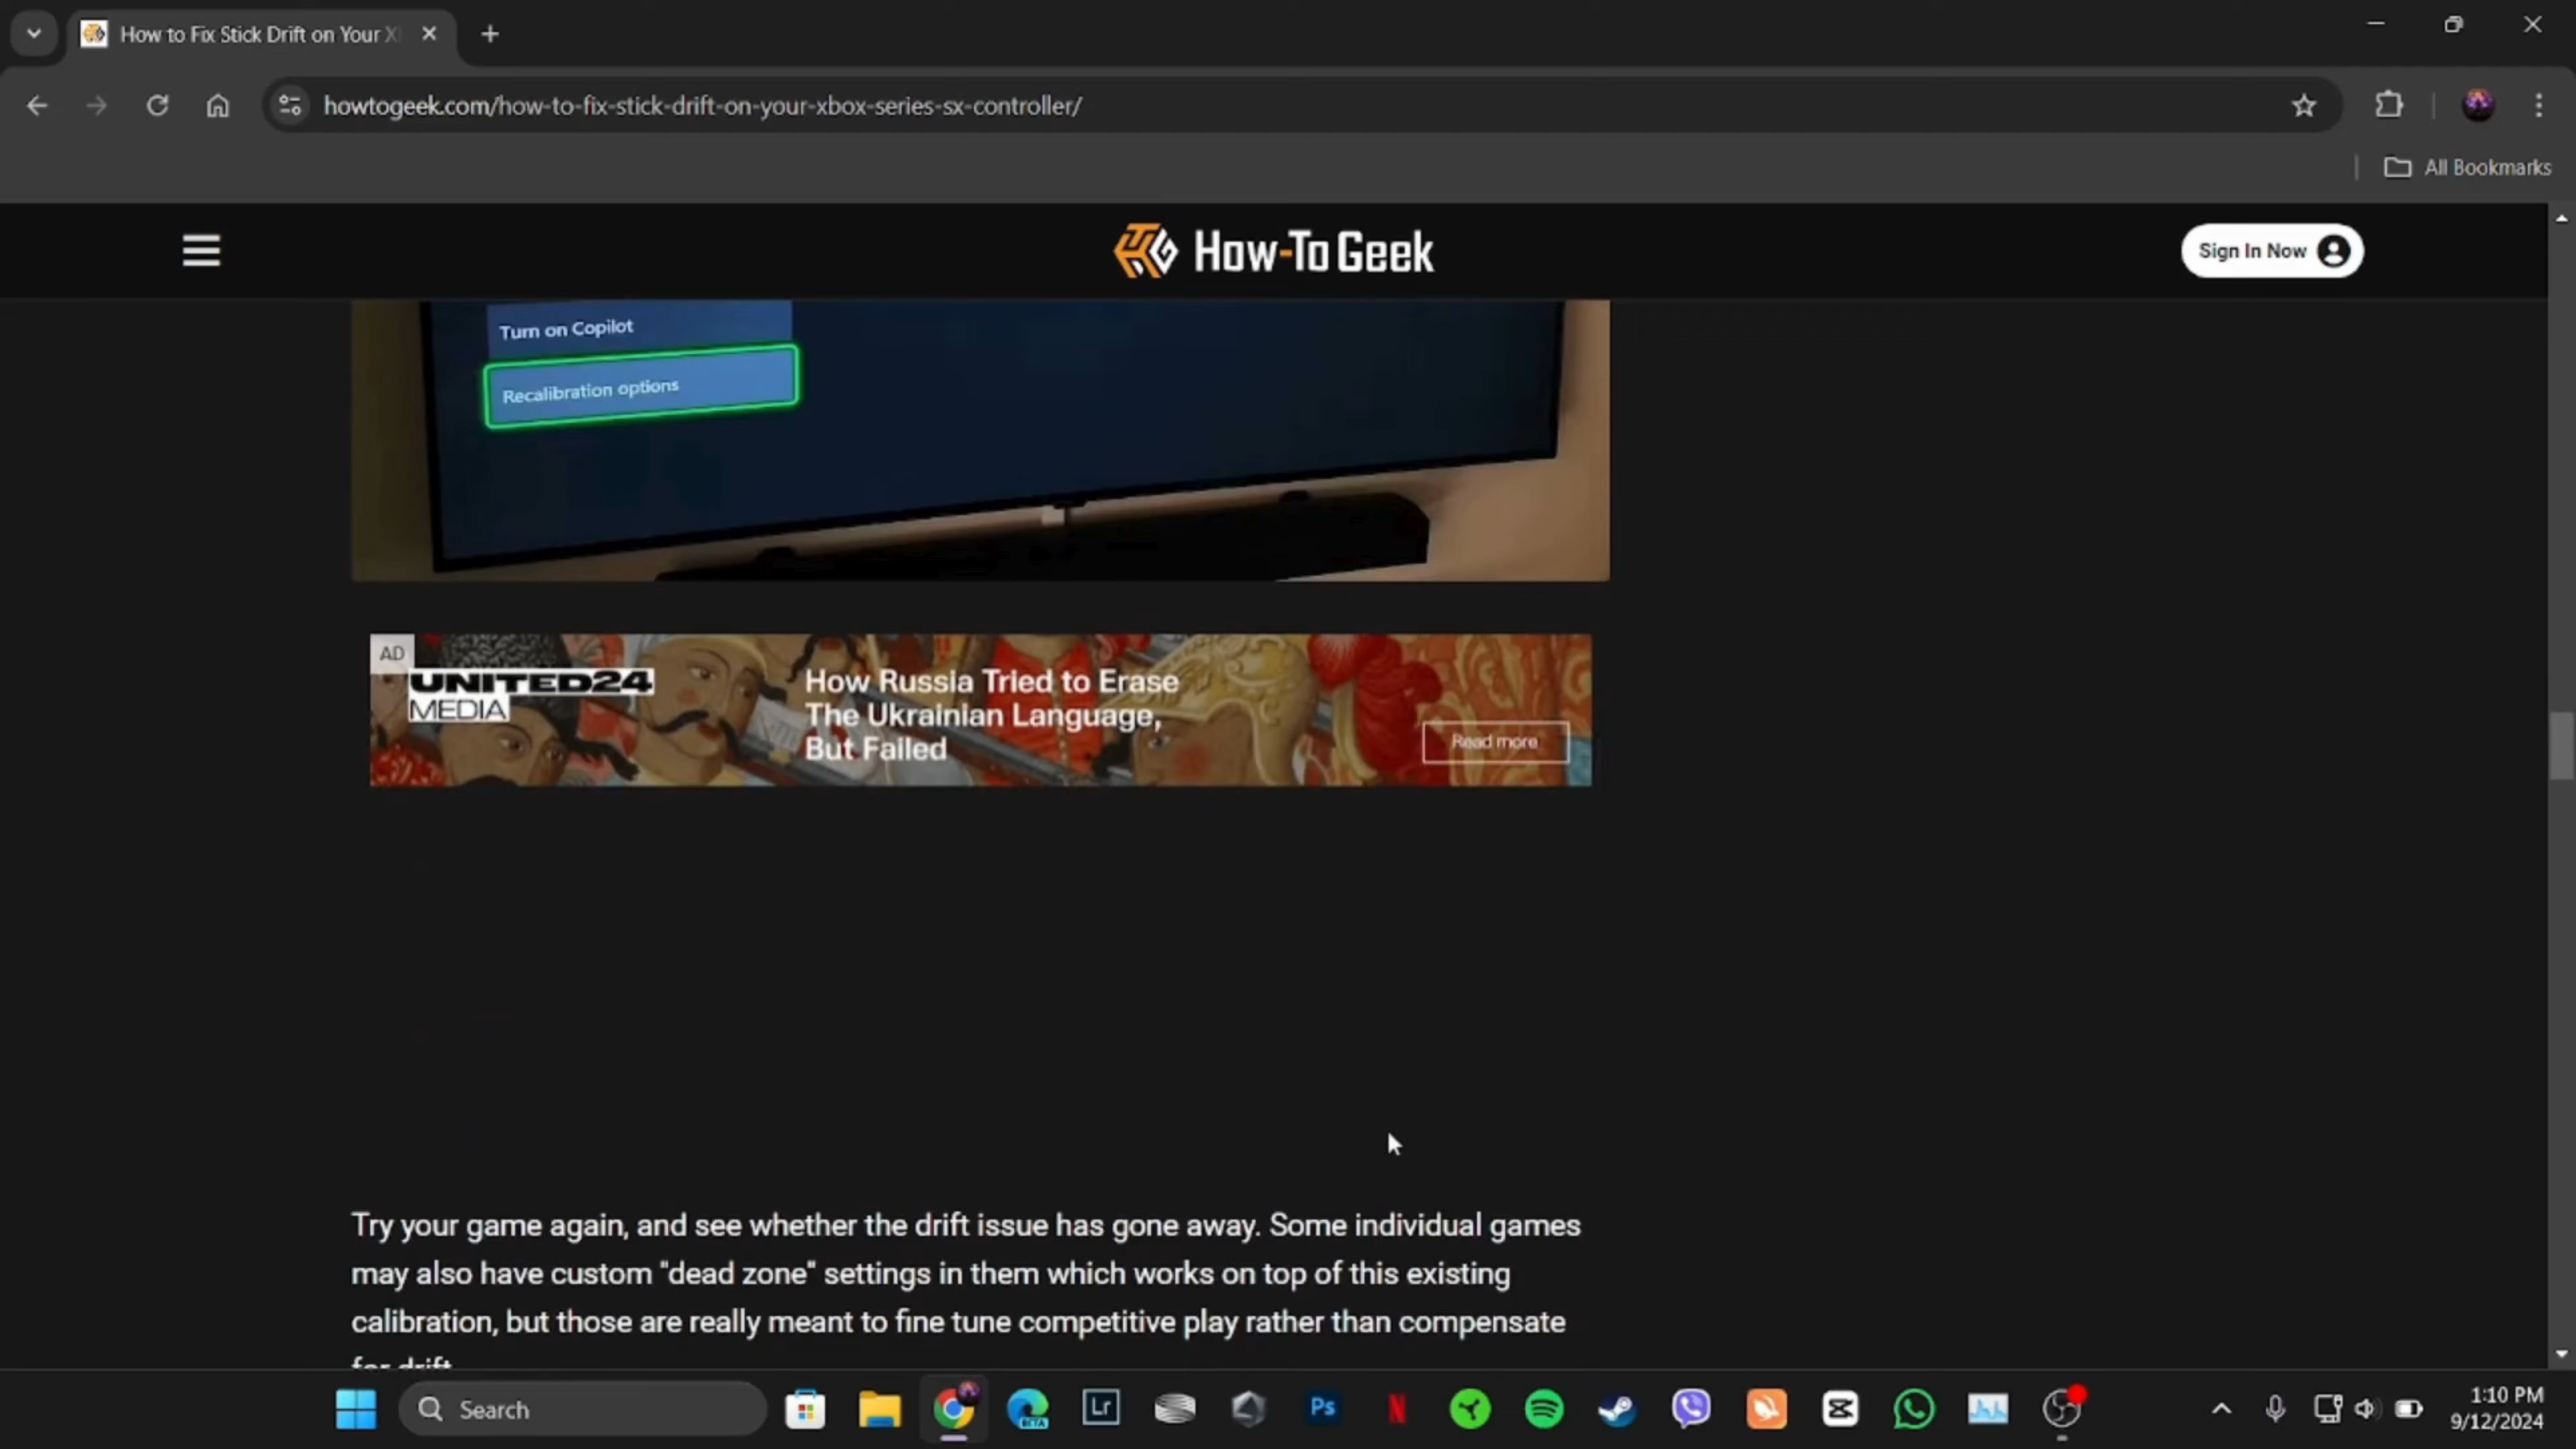 How to Fix Stick Drift on Your X
howtogeek.com/how-to-fix-stick-drift-on-your-xbox-series-sx-controller/
All Bookmarks
How-To Geek
Sign In Now
Turn on Copilot
Recalibration options
AD
UNITED24
MEDIA
How Russia Tried to Erase
The Ukrainian Language,
But Failed
Read more
Try your game again, and see whether the drift issue has gone away. Some individual games
may also have custom "dead zone" settings in them which works on top of this existing
calibration, but those are really meant to fine tune competitive play rather than compensate
for drift
Search
BETA
Lr
Ps
N
1:10 PM
9/12/2024